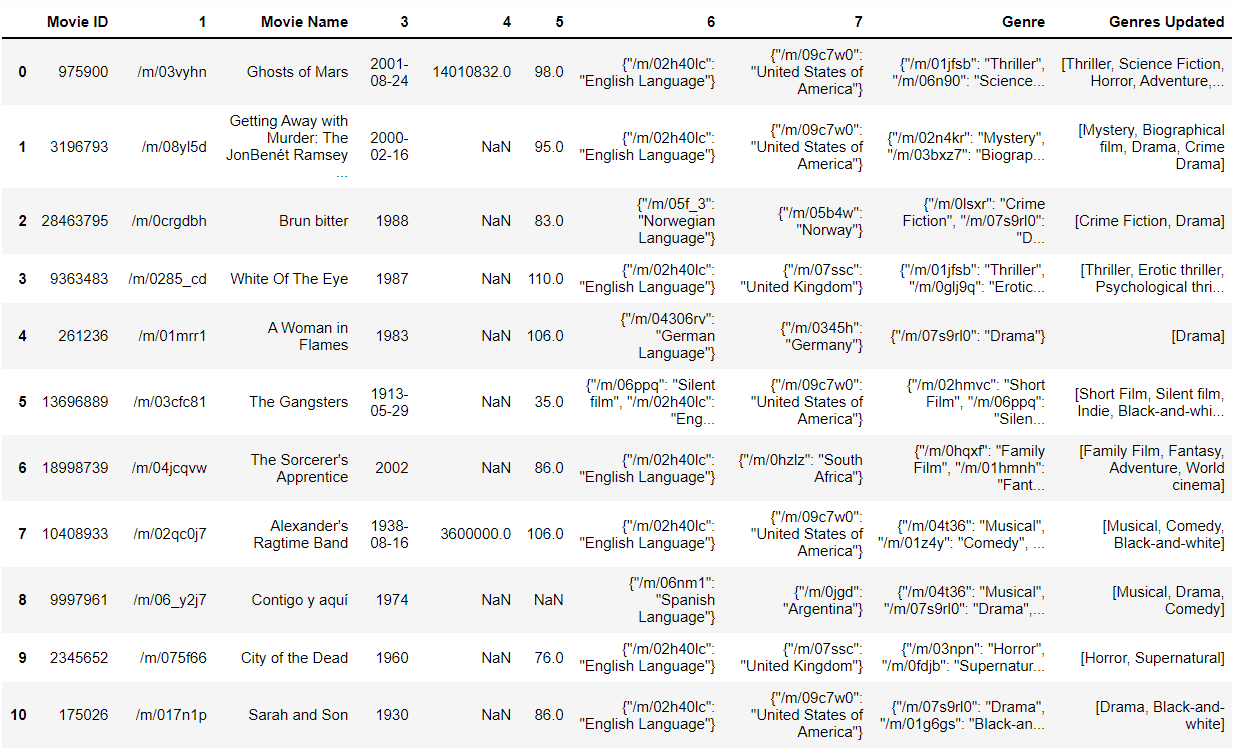 Movie ID 1 Movie Name 3 4 5 6 7 Genre Genres Updated
0
975900
/m/03vyhn
Ghosts of Mars
2001-
08-24
14010832.0
98.0
{"/m/02h40lc":
"English Language"}
{"/m/09c7w0":
"United States of
America"}
{"/m/01jfsb": "Thriller",
"/m/06n90": "Science...
[Thriller, Science Fiction,
Horror, Adventure,...
1
3196793
/m/08yl5d
Getting Away with
Murder: The
JonBenét Ramsey
...
2000-
02-16
NaN
95.0
{"/m/02h40lc":
"English Language"}
{"/m/09c7w0":
"United States of
America"}
{"/m/02n4kr": "Mystery",
"/m/03bxz7": "Biograp...
[Mystery, Biographical
film, Drama, Crime
Drama]
2
28463795
/m/0crgdbh
Brun bitter
1988
NaN
83.0
{"/m/05f_3":
"Norwegian
Language"}
{"/m/05b4w":
"Norway"}
{"/m/0lsxr": "Crime
Fiction", "/m/07s9rl0":
"D...
[Crime Fiction, Drama]
3
9363483
/m/0285_cd
White Of The Eye
1987
NaN
110.0
{"/m/02h40lc":
"English Language"}
{"/m/07ssc":
"United Kingdom"}
{"/m/01jfsb": "Thriller",
"/m/0glj9q": "Erotic...
[Thriller, Erotic thriller,
Psychological thri...
4
261236
/m/01mrr1
A Woman in
Flames
1983
NaN
106.0
{"/m/04306rv":
"German
Language"}
{"/m/0345h":
"Germany"}
{"/m/07s9rl0": "Drama"}
[Drama]
5
13696889
/m/03cfc81
The Gangsters
1913-
05-29
NaN
35.0
{"/m/06ppq": "Silent
film", "/m/02h40lc":
"Eng...
{"/m/09c7w0":
"United States of
America"}
{"/m/02hmvc": "Short
Film", "/m/06ppq":
"Silen...
[Short Film, Silent film,
Indie, Black-and-whi...
6
18998739
/m/04jcqvw
The Sorcerer's
Apprentice
2002
NaN
86.0
{"/m/02h40lc":
"English Language"}
{"/m/0hzlz": "South
Africa"}
{"/m/0hqxf": "Family
Film", "/m/01hmnh":
"Fant...
[Family Film, Fantasy,
Adventure, World
cinema]
7
10408933
/m/02qc0j7
Alexander's
Ragtime Band
1938-
08-16
3600000.0
106.0
{"/m/02h40lc":
"English Language"}
{"/m/09c7w0":
"United States of
America"}
{"/m/04t36": "Musical",
"/m/01z4y": "Comedy", ...
[Musical, Comedy,
Black-and-white]
8
9997961
/m/06_y2j7
Contigo y aquí
1974
NaN
NaN
{"/m/06nm1":
"Spanish
Language"}
{"/m/0jgd":
"Argentina"}
{"/m/04t36": "Musical",
"/m/07s9rl0": "Drama",...
[Musical, Drama,
Comedy]
9
2345652
/m/075f66
City of the Dead
1960
NaN
76.0
{"/m/02h40lc":
"English Language"}
{"/m/07ssc":
"United Kingdom"}
{"/m/03npn": "Horror",
"/m/0fdjb": "Supernatur...
[Horror, Supernatural]
10
175026
/m/017n1p
Sarah and Son
1930
NaN
86.0
{"/m/02h40lc":
"English Language"}
{"/m/09c7w0":
"United States of
America"}
{"/m/07s9rl0": "Drama",
"/m/01g6gs": "Black-an...
[Drama, Black-and-
white]